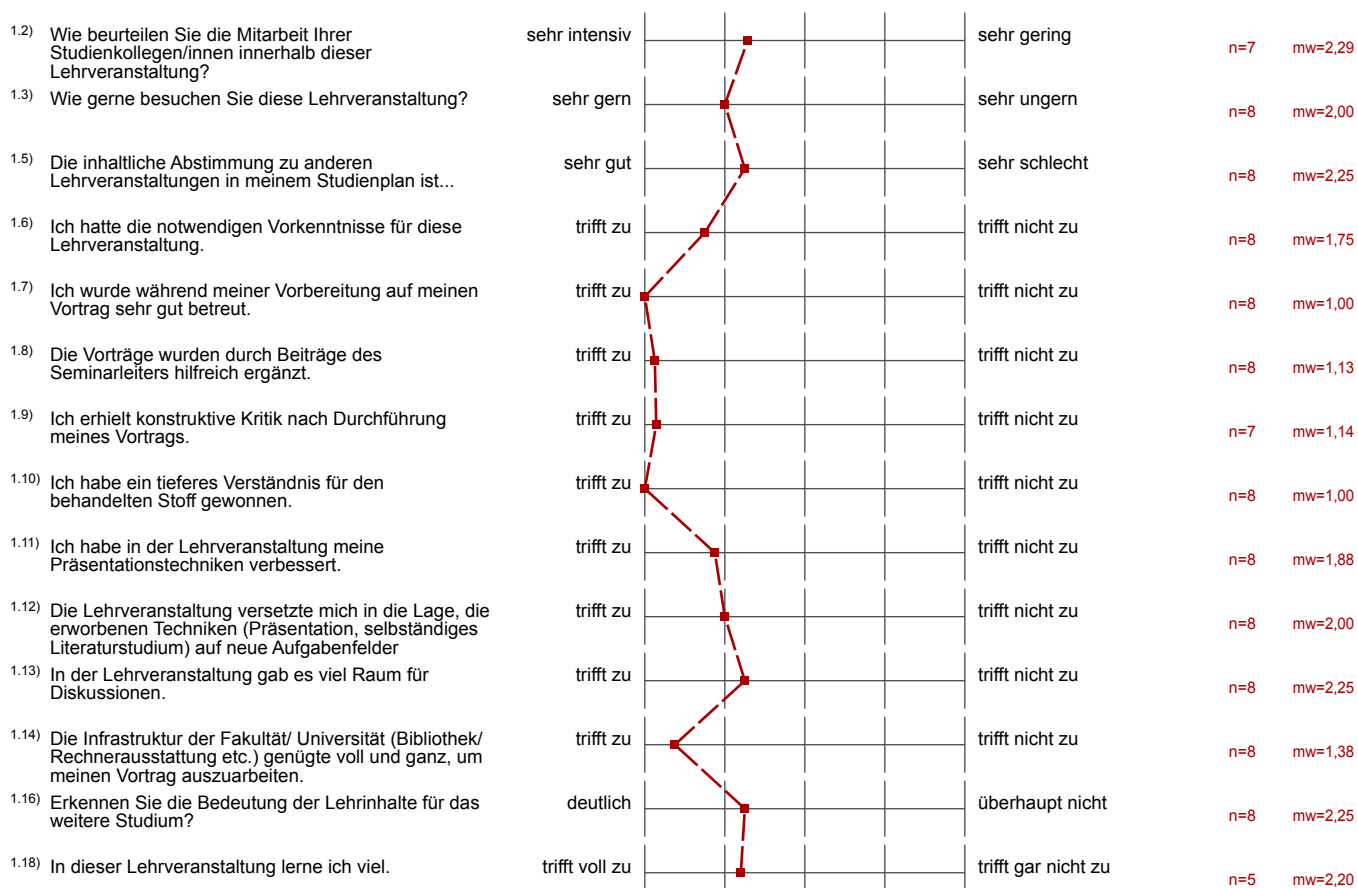 1.2) Wie beurteilen Sie die Mitarbeit Ihrer
Studienkollegen/innen innerhalb dieser
Lehrveranstaltung?
sehr intensiv sehr gering n=7 mw=2,29
1.3) Wie gerne besuchen Sie diese Lehrveranstaltung? sehr gern sehr ungern n=8 mw=2,00
1.5) Die inhaltliche Abstimmung zu anderen
Lehrveranstaltungen in meinem Studienplan ist...
sehr gut sehr schlecht n=8 mw=2,25
1.6) Ich hatte die notwendigen Vorkenntnisse für diese
Lehrveranstaltung.
trifft zu trifft nicht zu n=8 mw=1,75
1.7) Ich wurde während meiner Vorbereitung auf meinen
Vortrag sehr gut betreut.
trifft zu trifft nicht zu n=8 mw=1,00
1.8) Die Vorträge wurden durch Beiträge des
Seminarleiters hilfreich ergänzt.
trifft zu trifft nicht zu n=8 mw=1,13
1.9) Ich erhielt konstruktive Kritik nach Durchführung
meines Vortrags.
trifft zu trifft nicht zu n=7 mw=1,14
1.10) Ich habe ein tieferes Verständnis für den
behandelten Stoff gewonnen.
trifft zu trifft nicht zu n=8 mw=1,00
1.11) Ich habe in der Lehrveranstaltung meine
Präsentationstechniken verbessert.
trifft zu trifft nicht zu n=8 mw=1,88
1.12) Die Lehrveranstaltung versetzte mich in die Lage, die
erworbenen Techniken (Präsentation, selbständiges
Literaturstudium) auf neue Aufgabenfelder
trifft zu trifft nicht zu n=8 mw=2,00
1.13) In der Lehrveranstaltung gab es viel Raum für
Diskussionen.
trifft zu trifft nicht zu n=8 mw=2,25
1.14) Die Infrastruktur der Fakultät/ Universität (Bibliothek/
Rechnerausstattung etc.) genügte voll und ganz, um
meinen Vortrag auszuarbeiten.
trifft zu trifft nicht zu n=8 mw=1,38
1.16) Erkennen Sie die Bedeutung der Lehrinhalte für das
weitere Studium?
deutlich überhaupt nicht n=8 mw=2,25
1.18) In dieser Lehrveranstaltung lerne ich viel. trifft voll zu trifft gar nicht zu n=5 mw=2,20